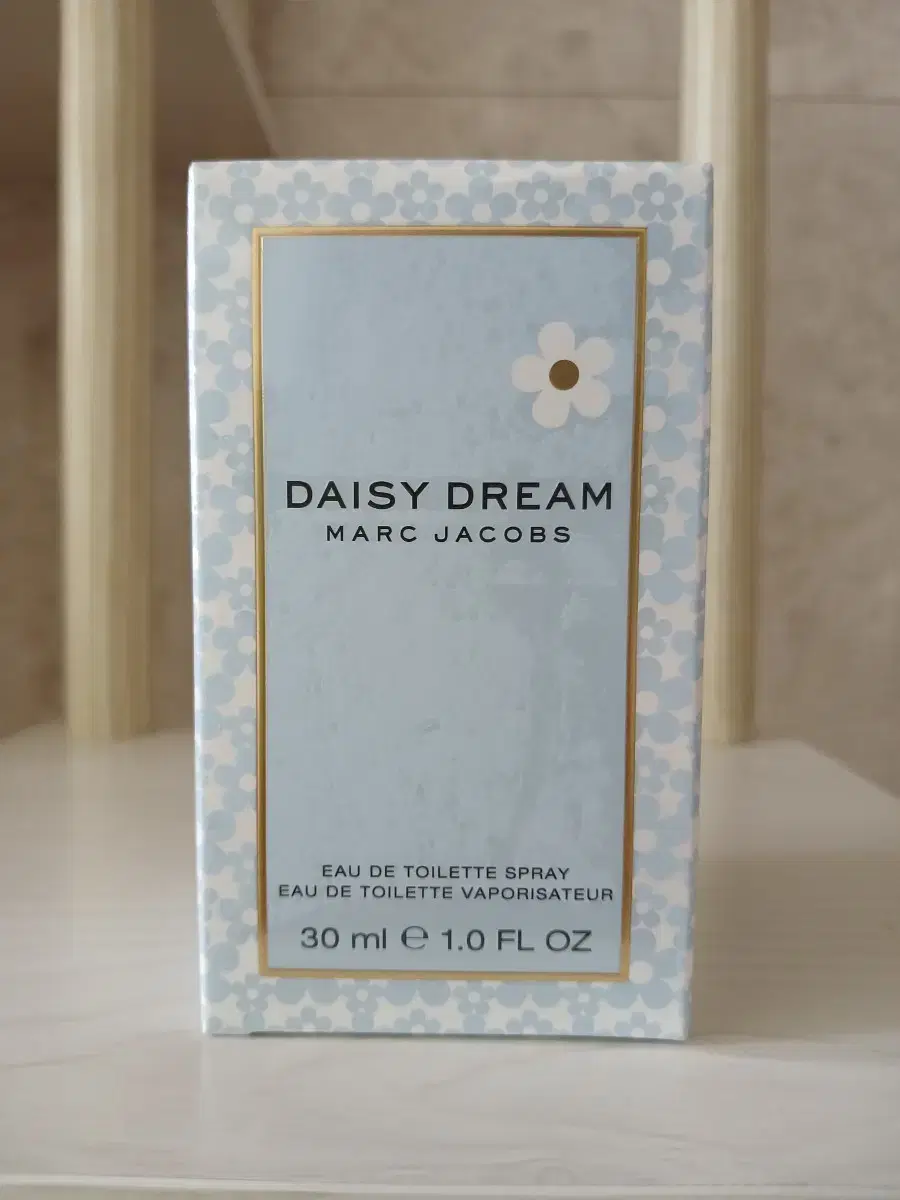 DAISY DREAM
MARC JACOBS
EAU DE TOILETTE SPRAY
EAU DE TOILETTE VAPORISATEUR
30 ml ℮ 1.0 FL OZ